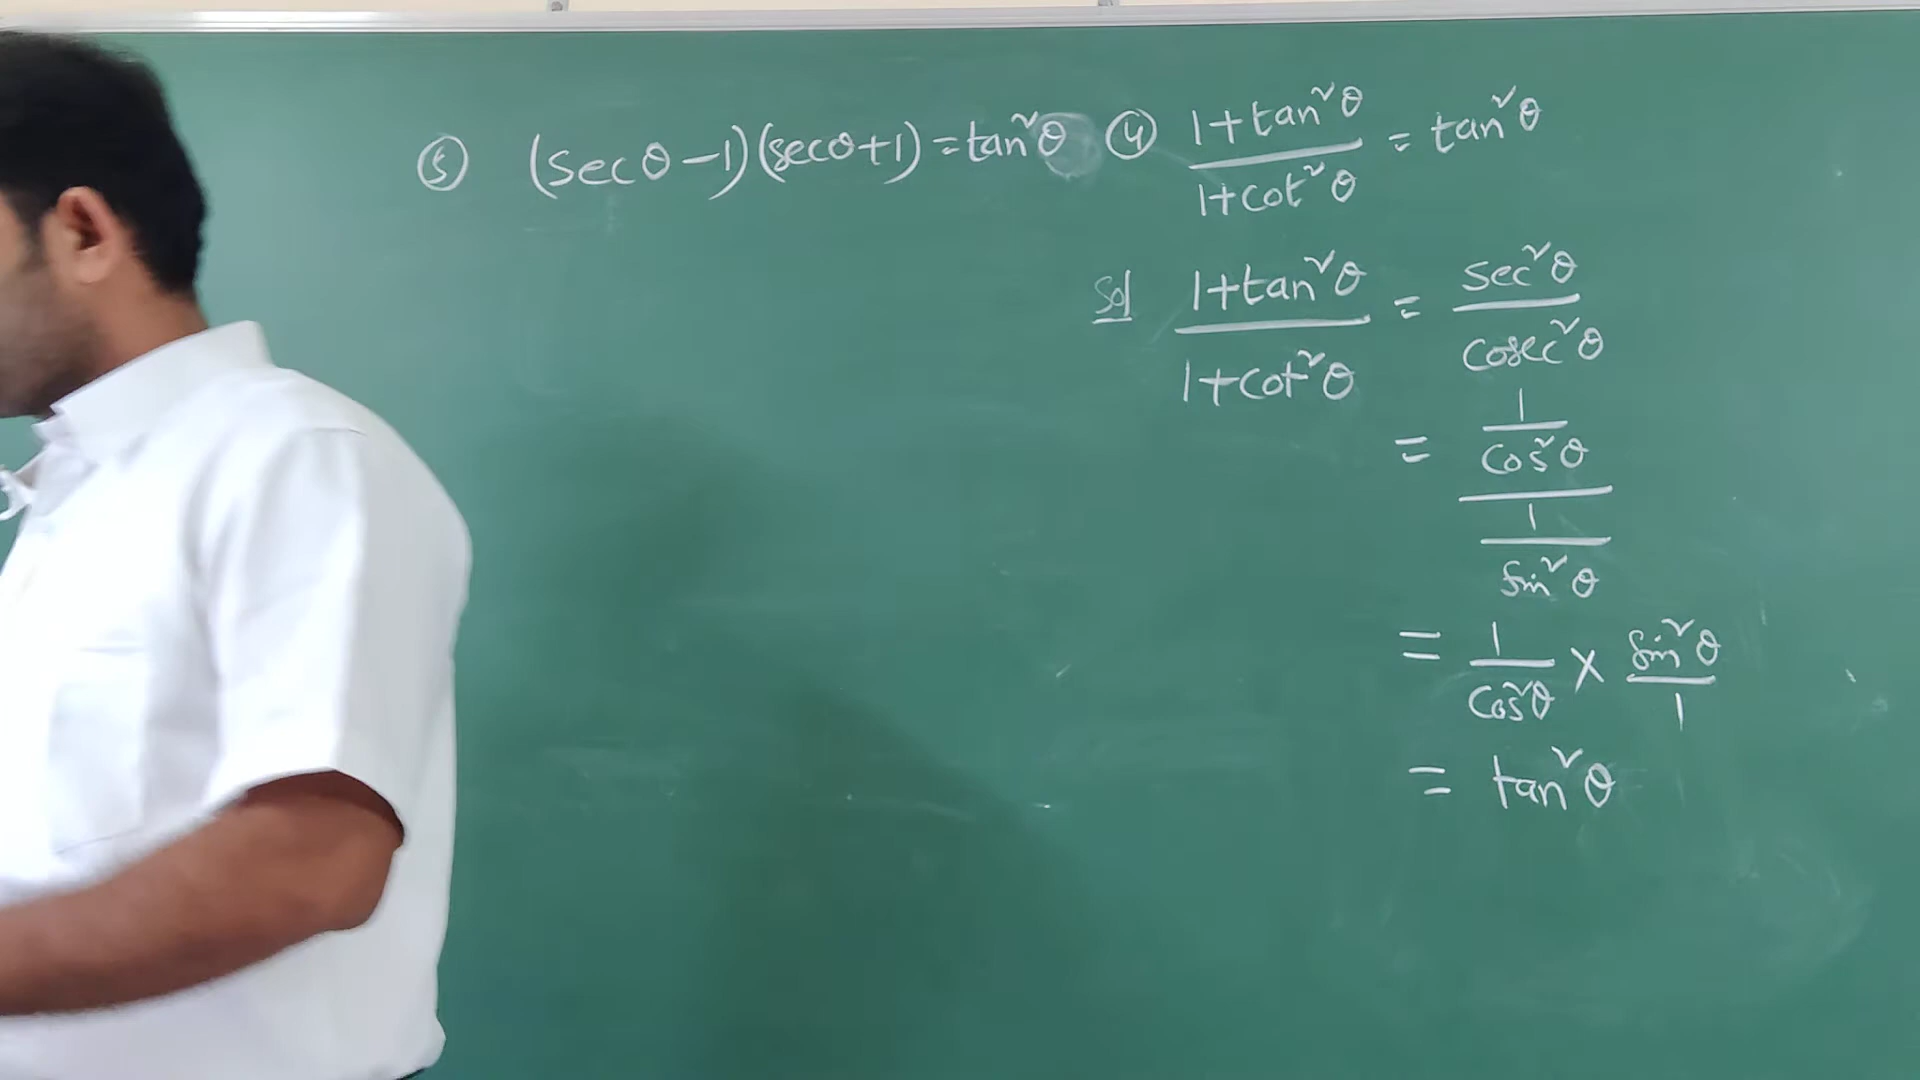 ⑤ (secθ-1)(secθ+1)=tan²θ
④ 1+tan²θ / 1+cot²θ = tan²θ
Sol 1+tan²θ / 1+cot²θ = sec²θ / cosec²θ
= 1/cos²θ / 1/sin²θ
= 1/cos²θ × sin²θ/1
= tan²θ